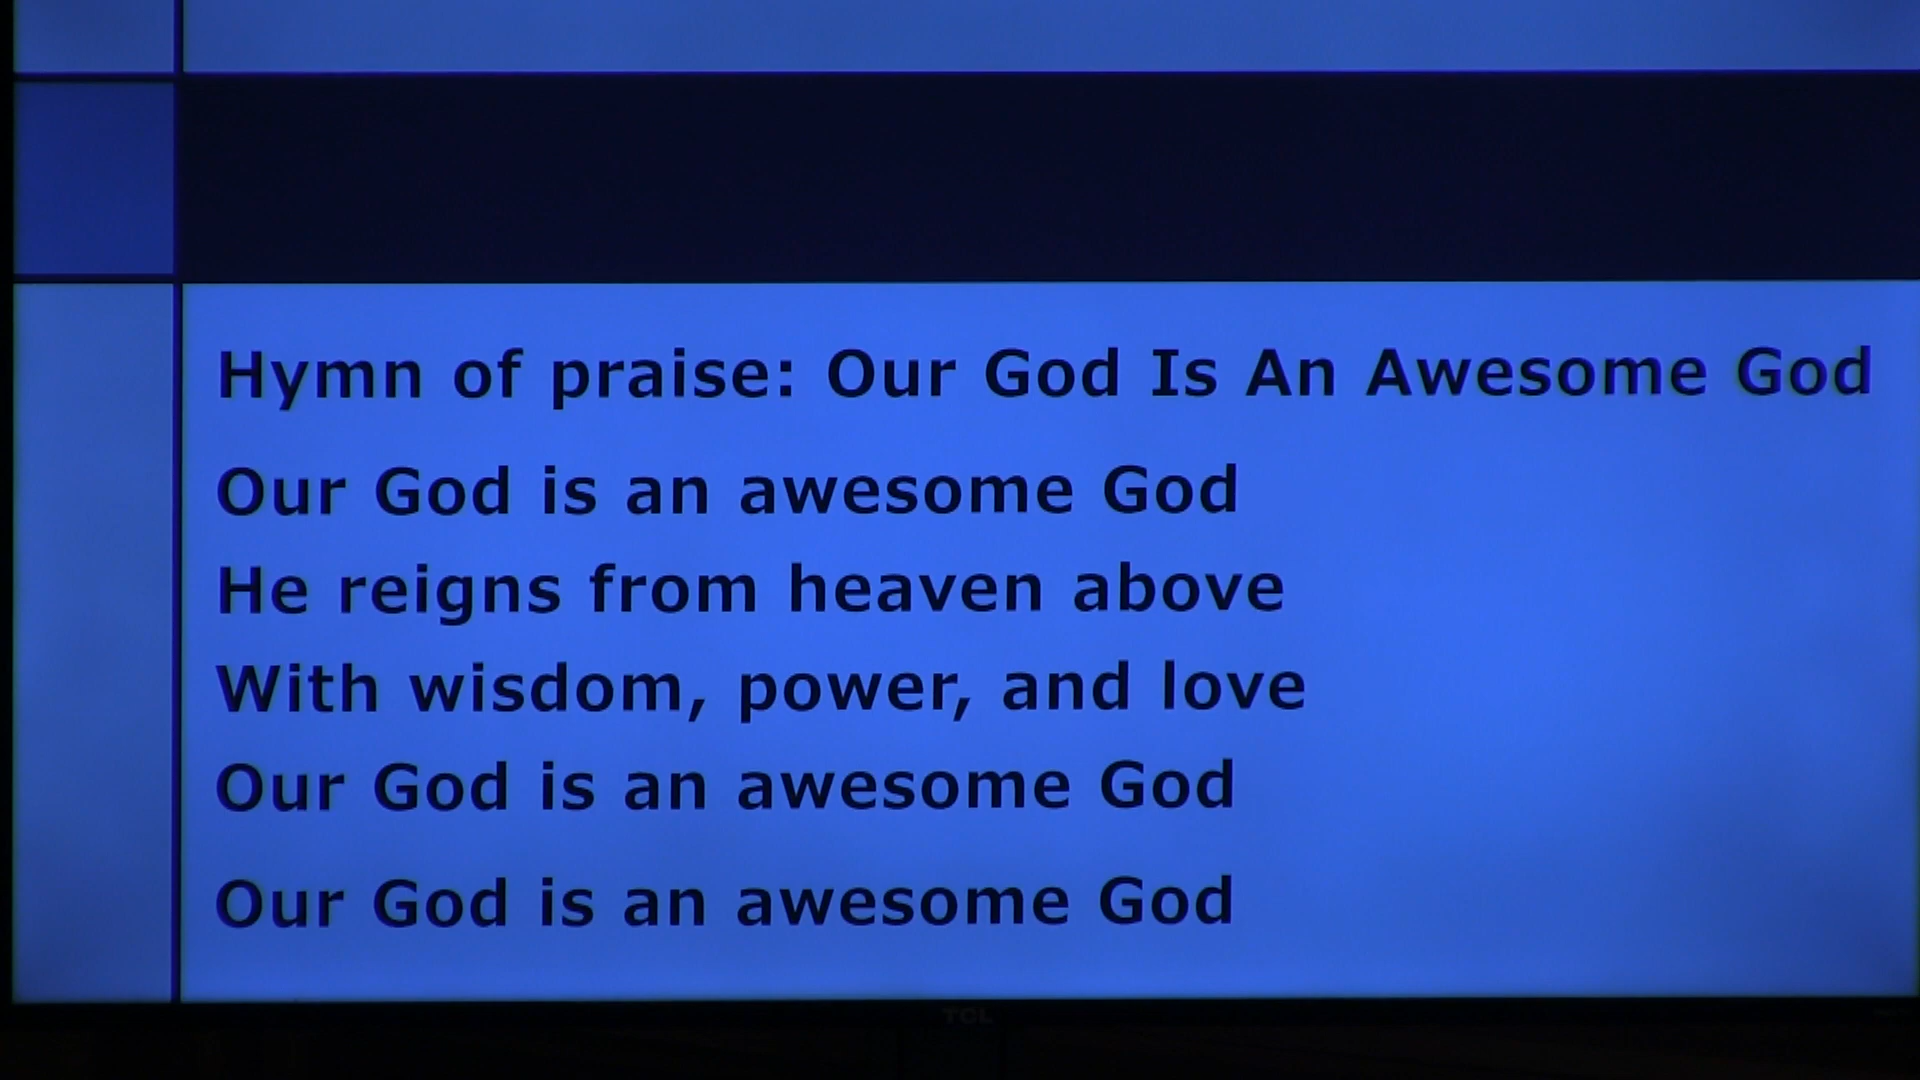 Hymn of praise: Our God Is An Awesome God
Our God is an awesome God
He reigns from heaven above
With wisdom, power, and love
Our God is an awesome God
Our God is an awesome God
TCL